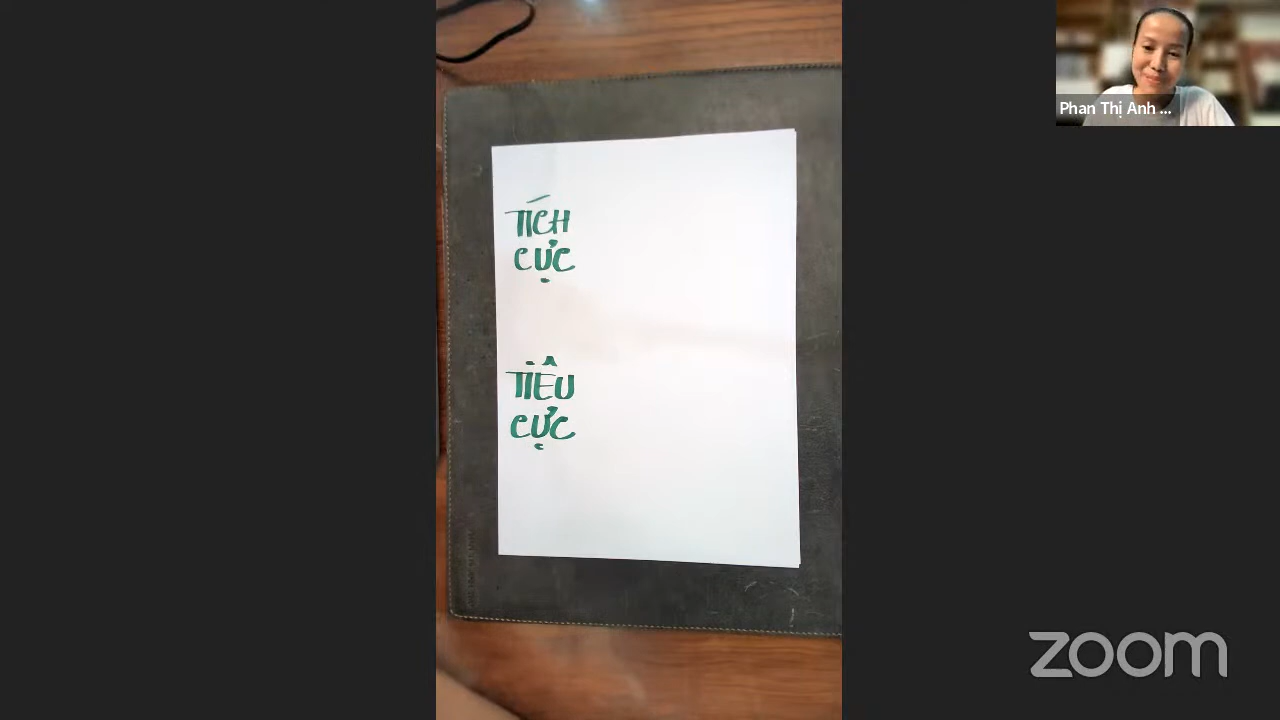 TÍCH
CỰC
TIÊU
CỰC
Phan Thị Anh ...
zoom